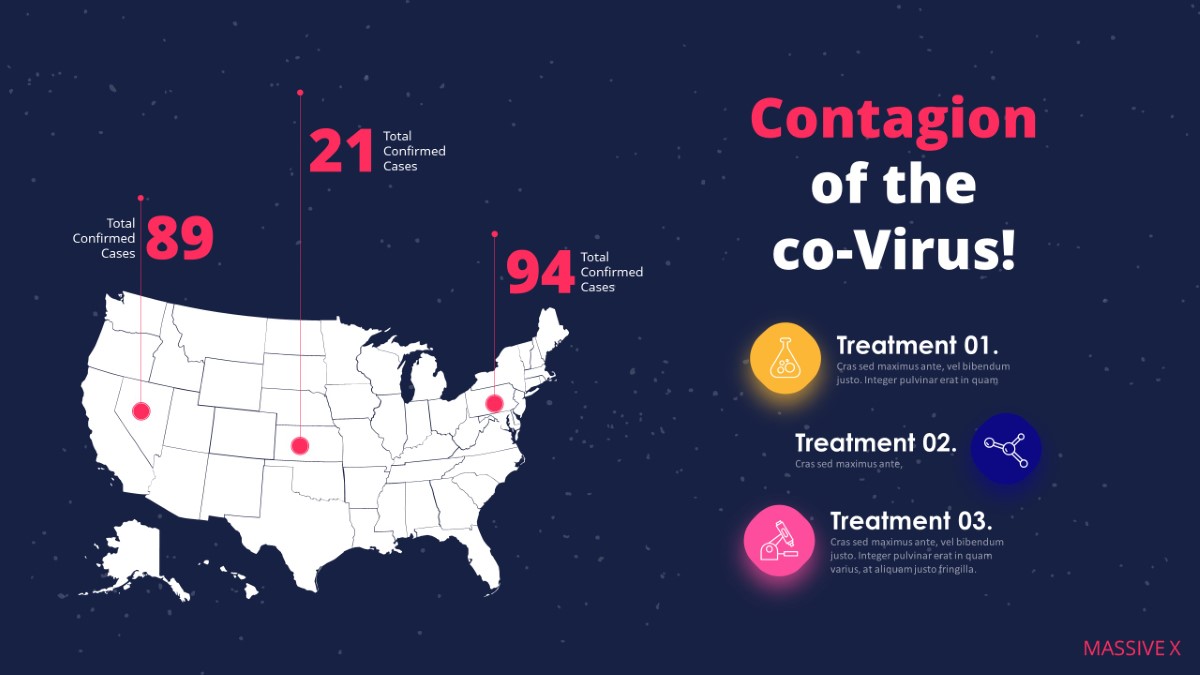 21
Total
Confirmed
Cases
Total
Confirmed
Cases
89
94
Total
Confirmed
Cases
Contagion
of the
co-Virus!
Treatment 01.
Cras sed maximus ante, vel bibendum
justo. Integer pulvinar erat in quam
Treatment 02.
Cras sed maximus ante,
Treatment 03.
Cras sed maximus ante, vel bibendum
justo. Integer pulvinar erat in quam
varius, at aliquam justo fringilla.
MASSIVE X